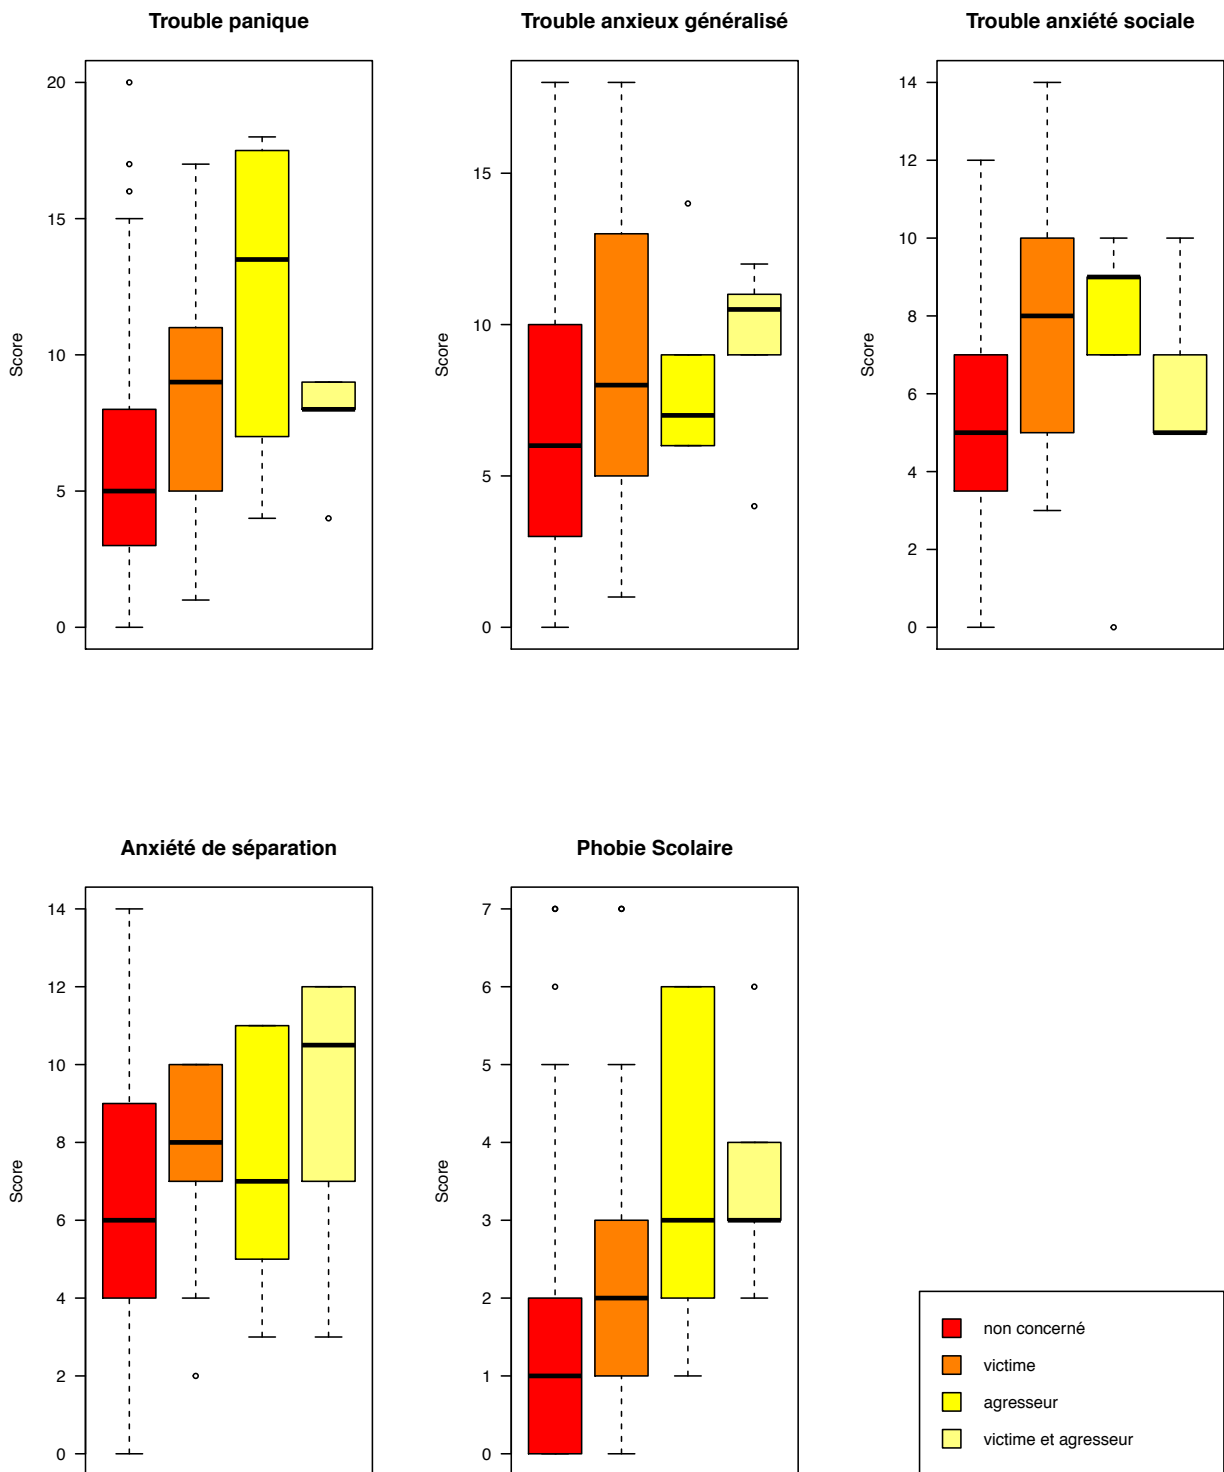 Trouble panique
Score
20
15
10
5
0
Trouble anxieux généralisé
Score
15
10
5
0
Trouble anxiété sociale
Score
14
12
10
8
6
4
2
0
Anxiété de séparation
Score
14
12
10
8
6
4
2
0
Phobie Scolaire
Score
7
6
5
4
3
2
1
0
non concerné
victime
agresseur
victime et agresseur